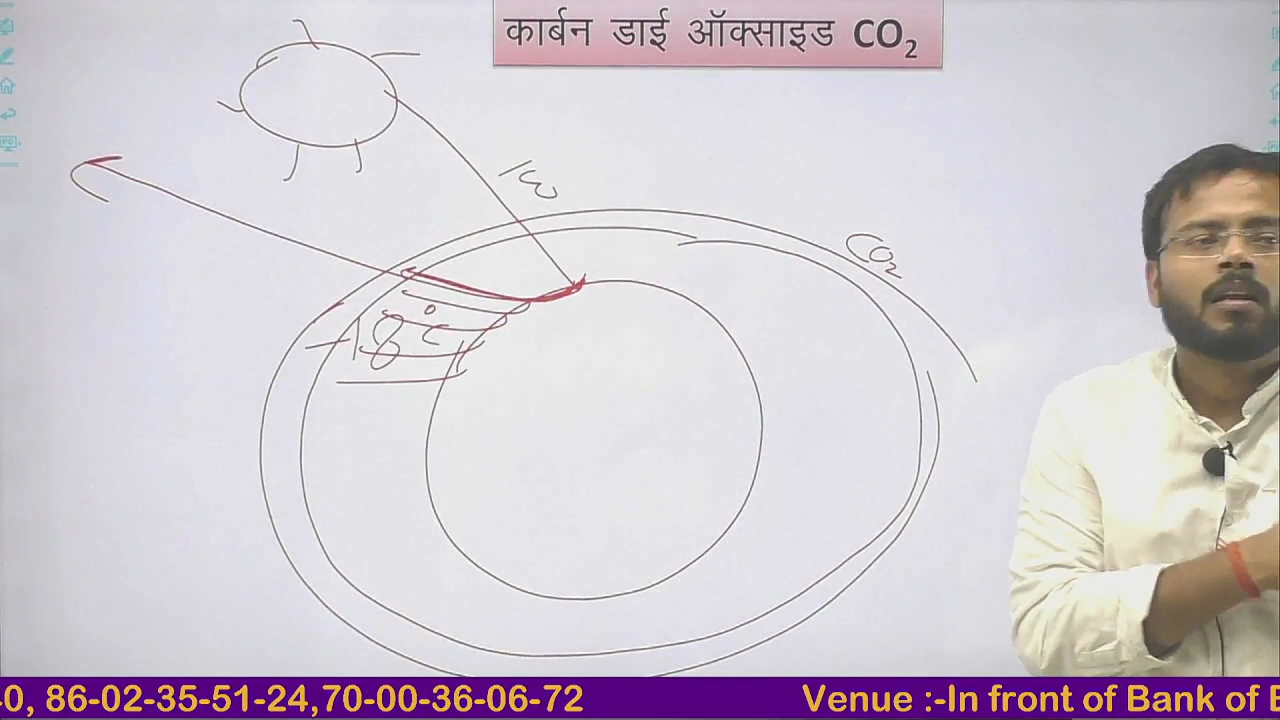 कार्बन डाई ऑक्साइड CO₂
CO₂
8°C
0, 86-02-35-51-24,70-00-36-06-72
Venue :-In front of Bank of